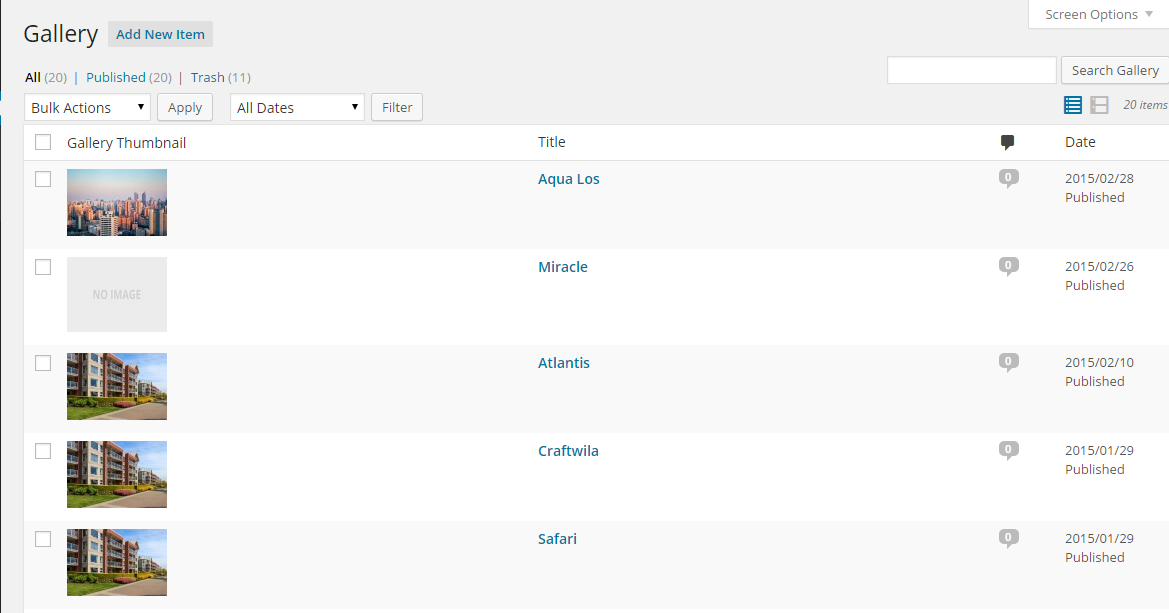 Screen Options
Gallery Add New Item
All (20) | Published (20) | Trash (11)
Search Gallery
Bulk Actions Apply All Dates Filter
20 items
Gallery Thumbnail Title Date
Aqua Los 0 2015/02/28
Published
NO IMAGE Miracle 0 2015/02/26
Published
Atlantis 0 2015/02/10
Published
Craftwila 0 2015/01/29
Published
Safari 0 2015/01/29
Published